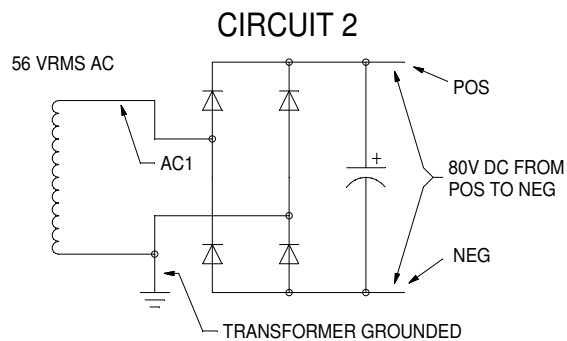 CIRCUIT 2
56 VRMS AC
POS
AC1
+
80V DC FROM
POS TO NEG
NEG
TRANSFORMER GROUNDED